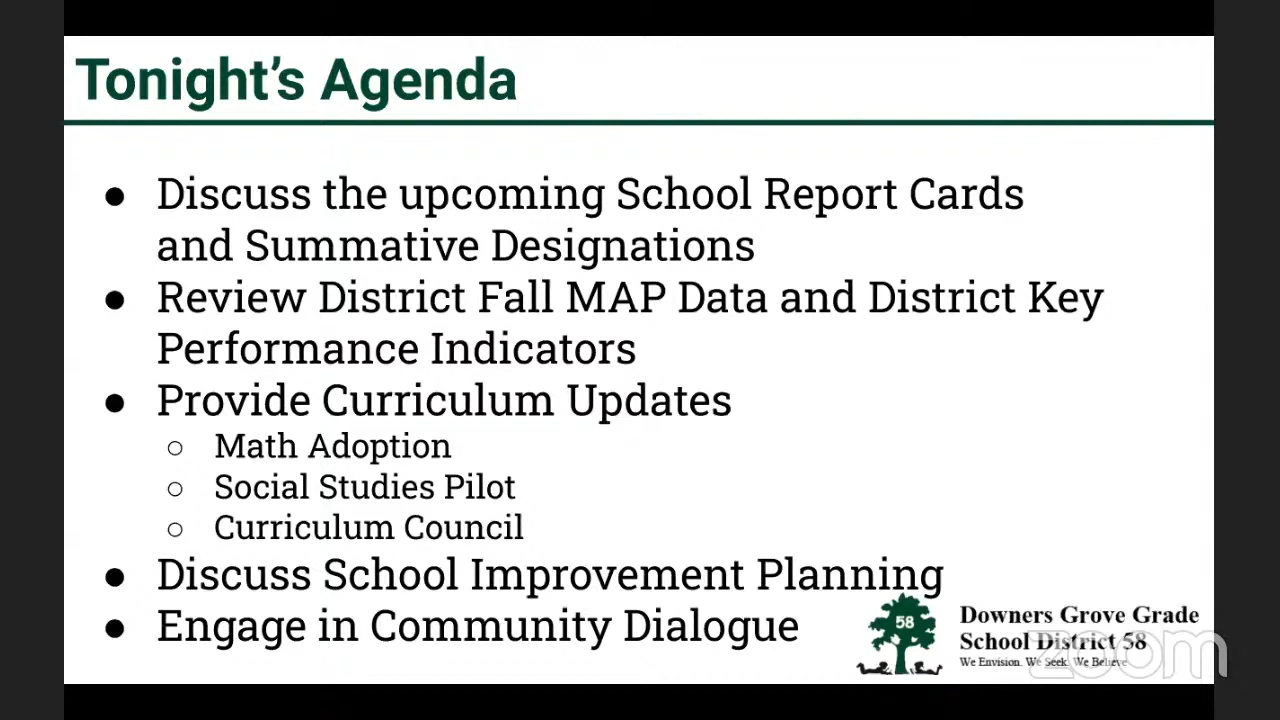 Tonight's Agenda
● Discuss the upcoming School Report Cards
and Summative Designations
● Review District Fall MAP Data and District Key
Performance Indicators
● Provide Curriculum Updates
○ Math Adoption
○ Social Studies Pilot
○ Curriculum Council
● Discuss School Improvement Planning
● Engage in Community Dialogue
58
Downers Grove Grade
School District 58
We Envision. We Seek. We Believe
zoom